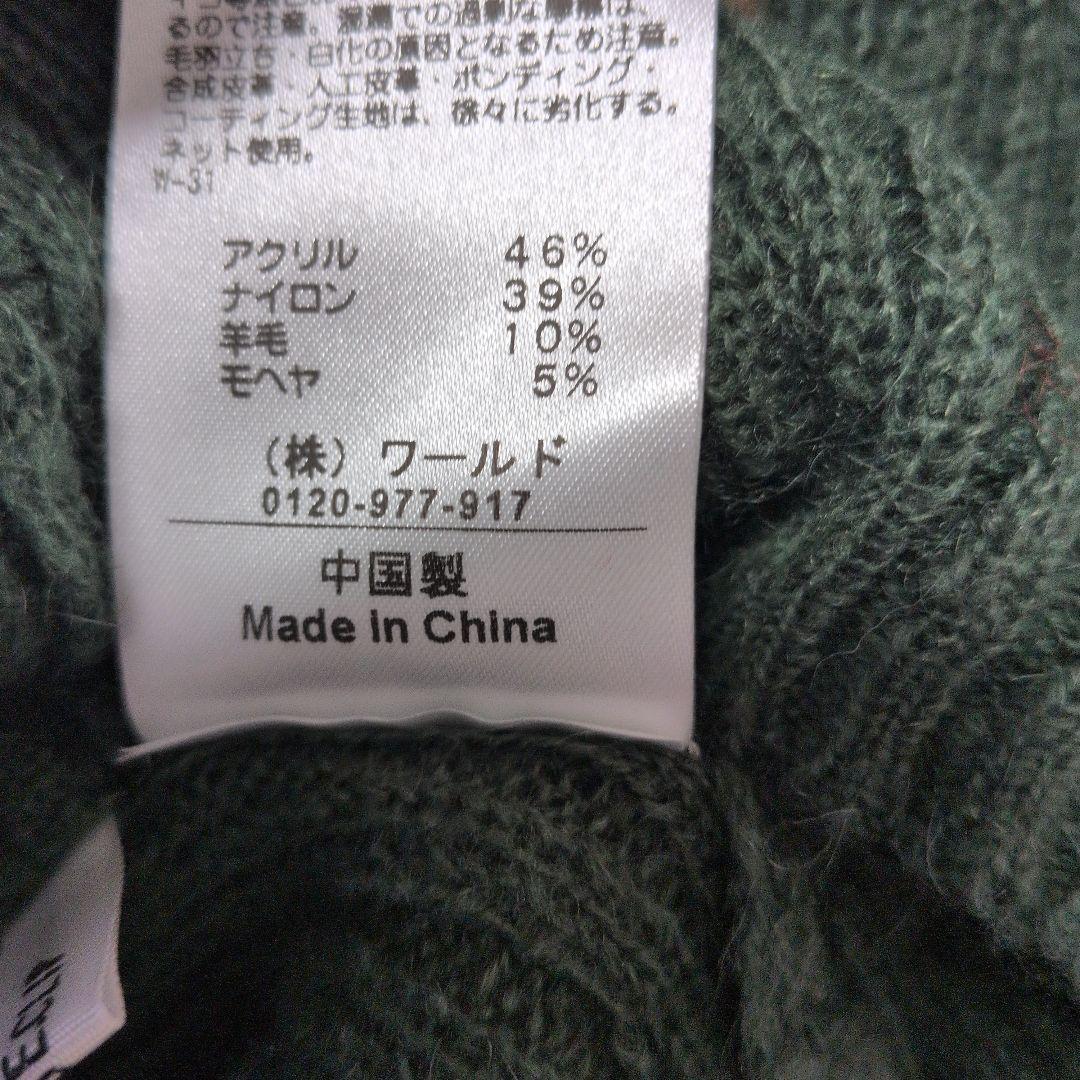 るので注意。湿潤での過剰な摩擦は、
毛羽立ち・白化の原因となるため注意。
合成皮革、人工皮革・ボンディング・
コーティング生地は、徐々に劣化する。
ネット使用。
W-31
アクリル 46%
ナイロン 39%
羊毛 10%
モヘヤ 5%
(株) ワールド
0120-977-917
中国製
Made in China